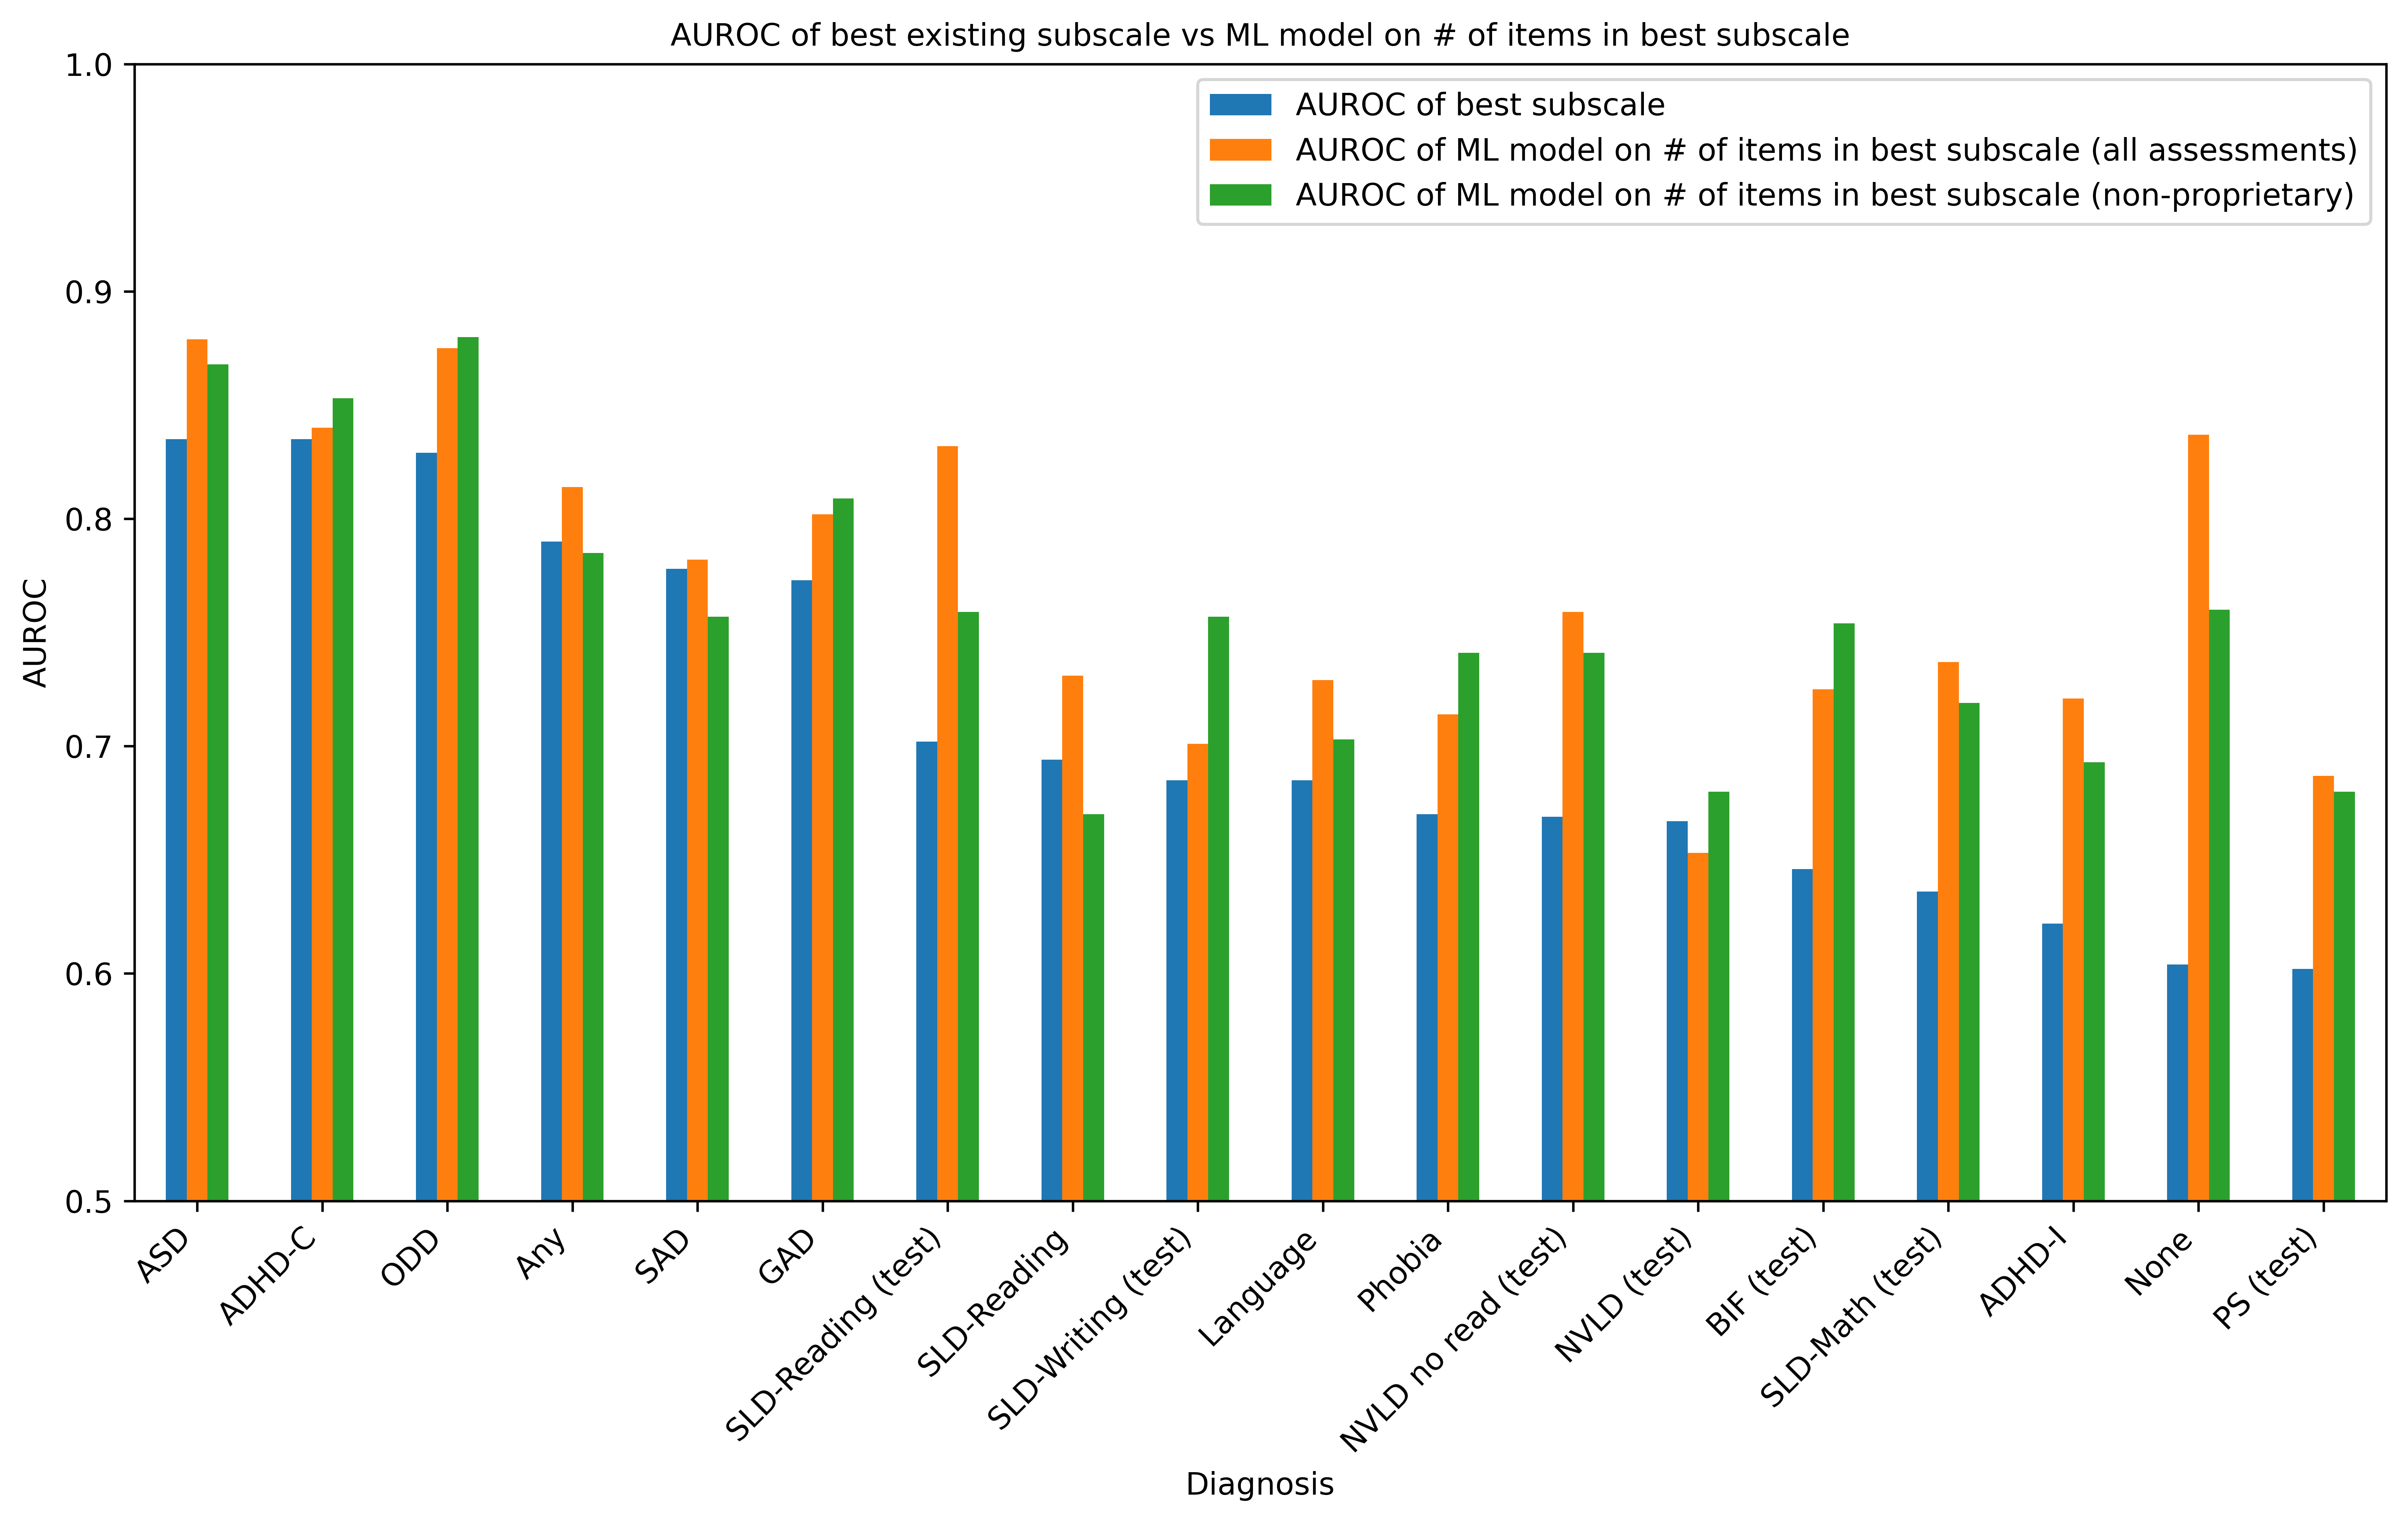 AUROC of best existing subscale vs ML model on # of items in best subscale
AUROC of best subscale
AUROC of ML model on # of items in best subscale (all assessments)
AUROC of ML model on # of items in best subscale (non-proprietary)
1.0
0.9
0.8
0.7
0.6
0.5
AUROC
ASD
ADHD-C
ODD
Any
SAD
GAD
SLD-Reading (test)
SLD-Reading
SLD-Writing (test)
Language
Phobia
NVLD no read (test)
NVLD (test)
BIF (test)
SLD-Math (test)
ADHD-I
None
PS (test)
Diagnosis